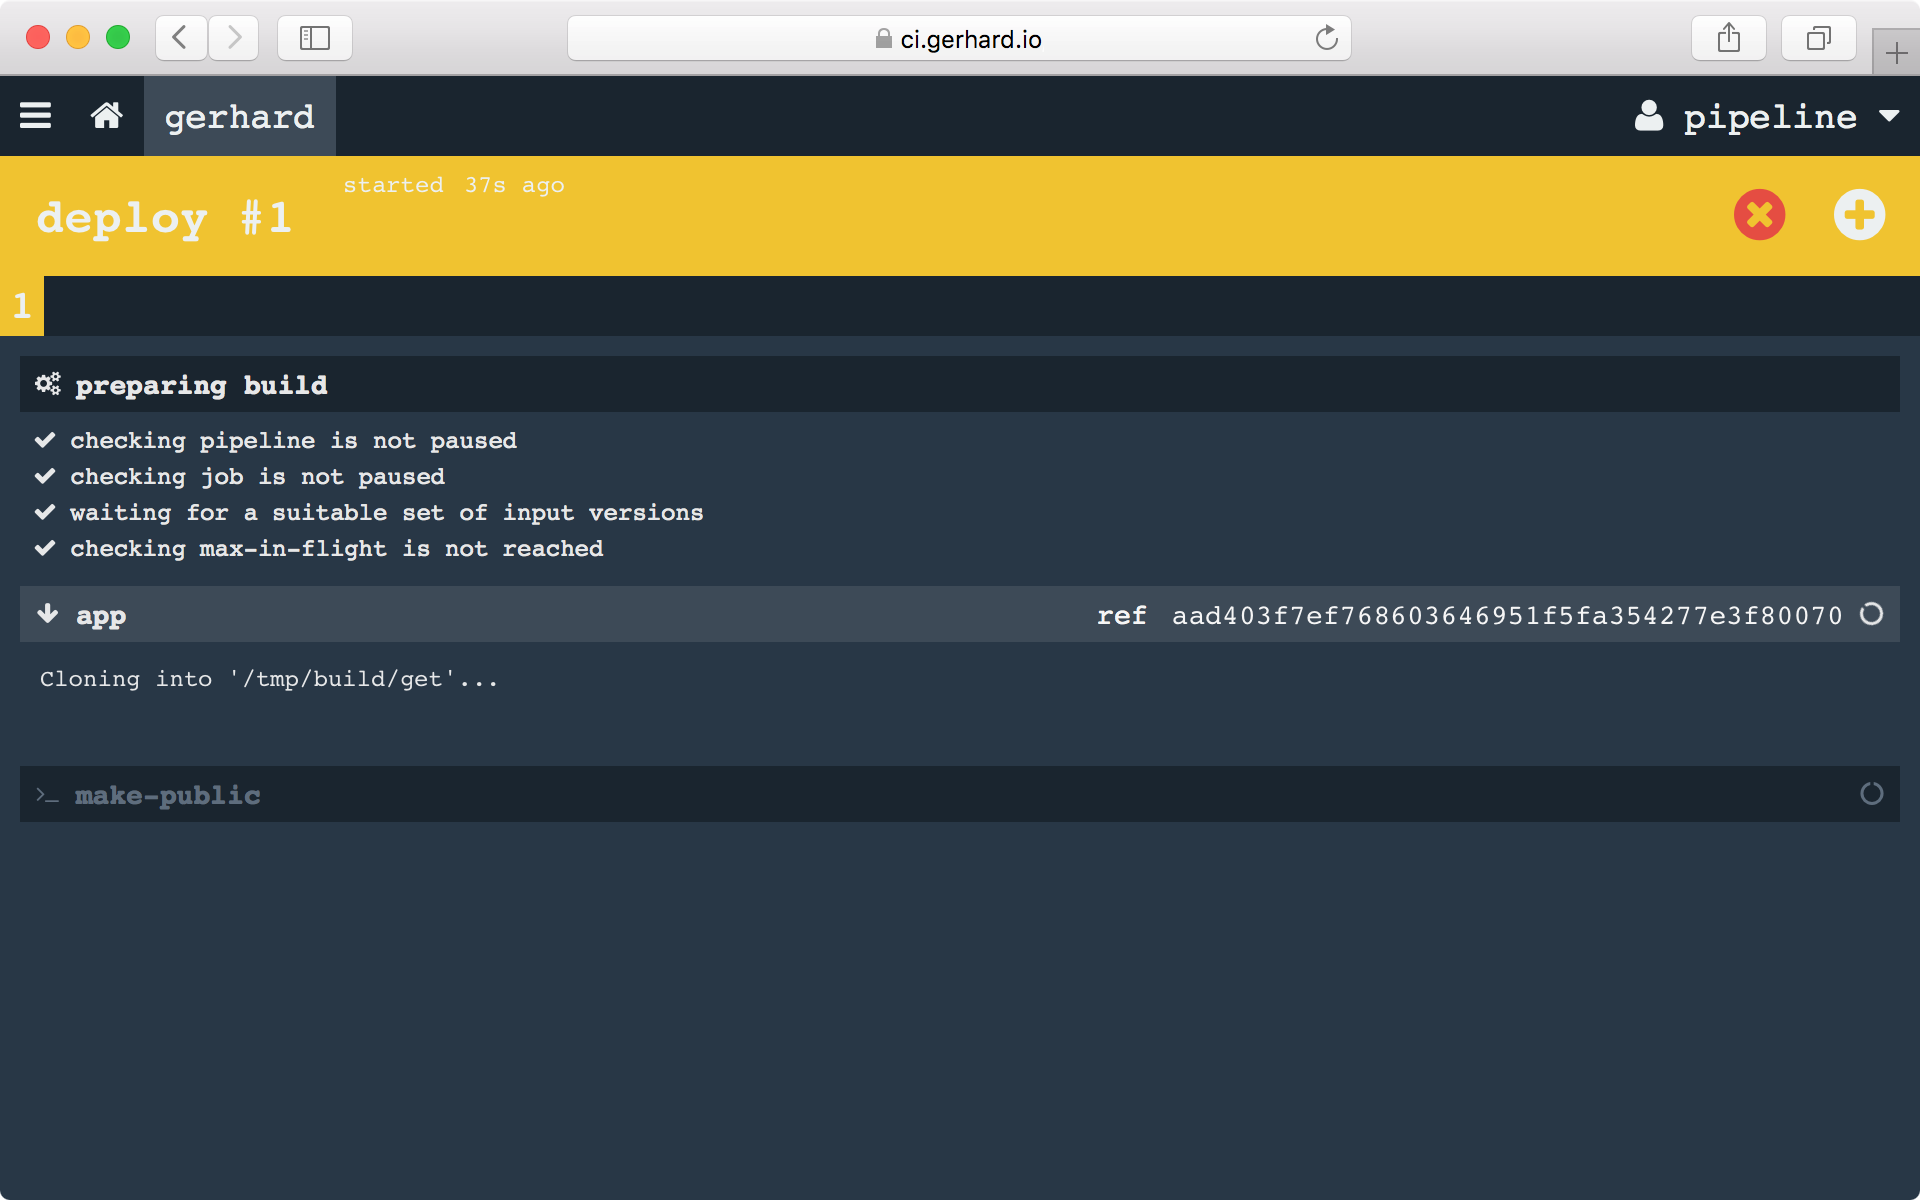 ci.gerhard.io
gerhard
pipeline
deploy #1
started 37s ago
1
preparing build
checking pipeline is not paused
checking job is not paused
waiting for a suitable set of input versions
checking max-in-flight is not reached
app
ref aad403f7ef768603646951f5fa354277e3f80070
Cloning into '/tmp/build/get'...
>_ make-public